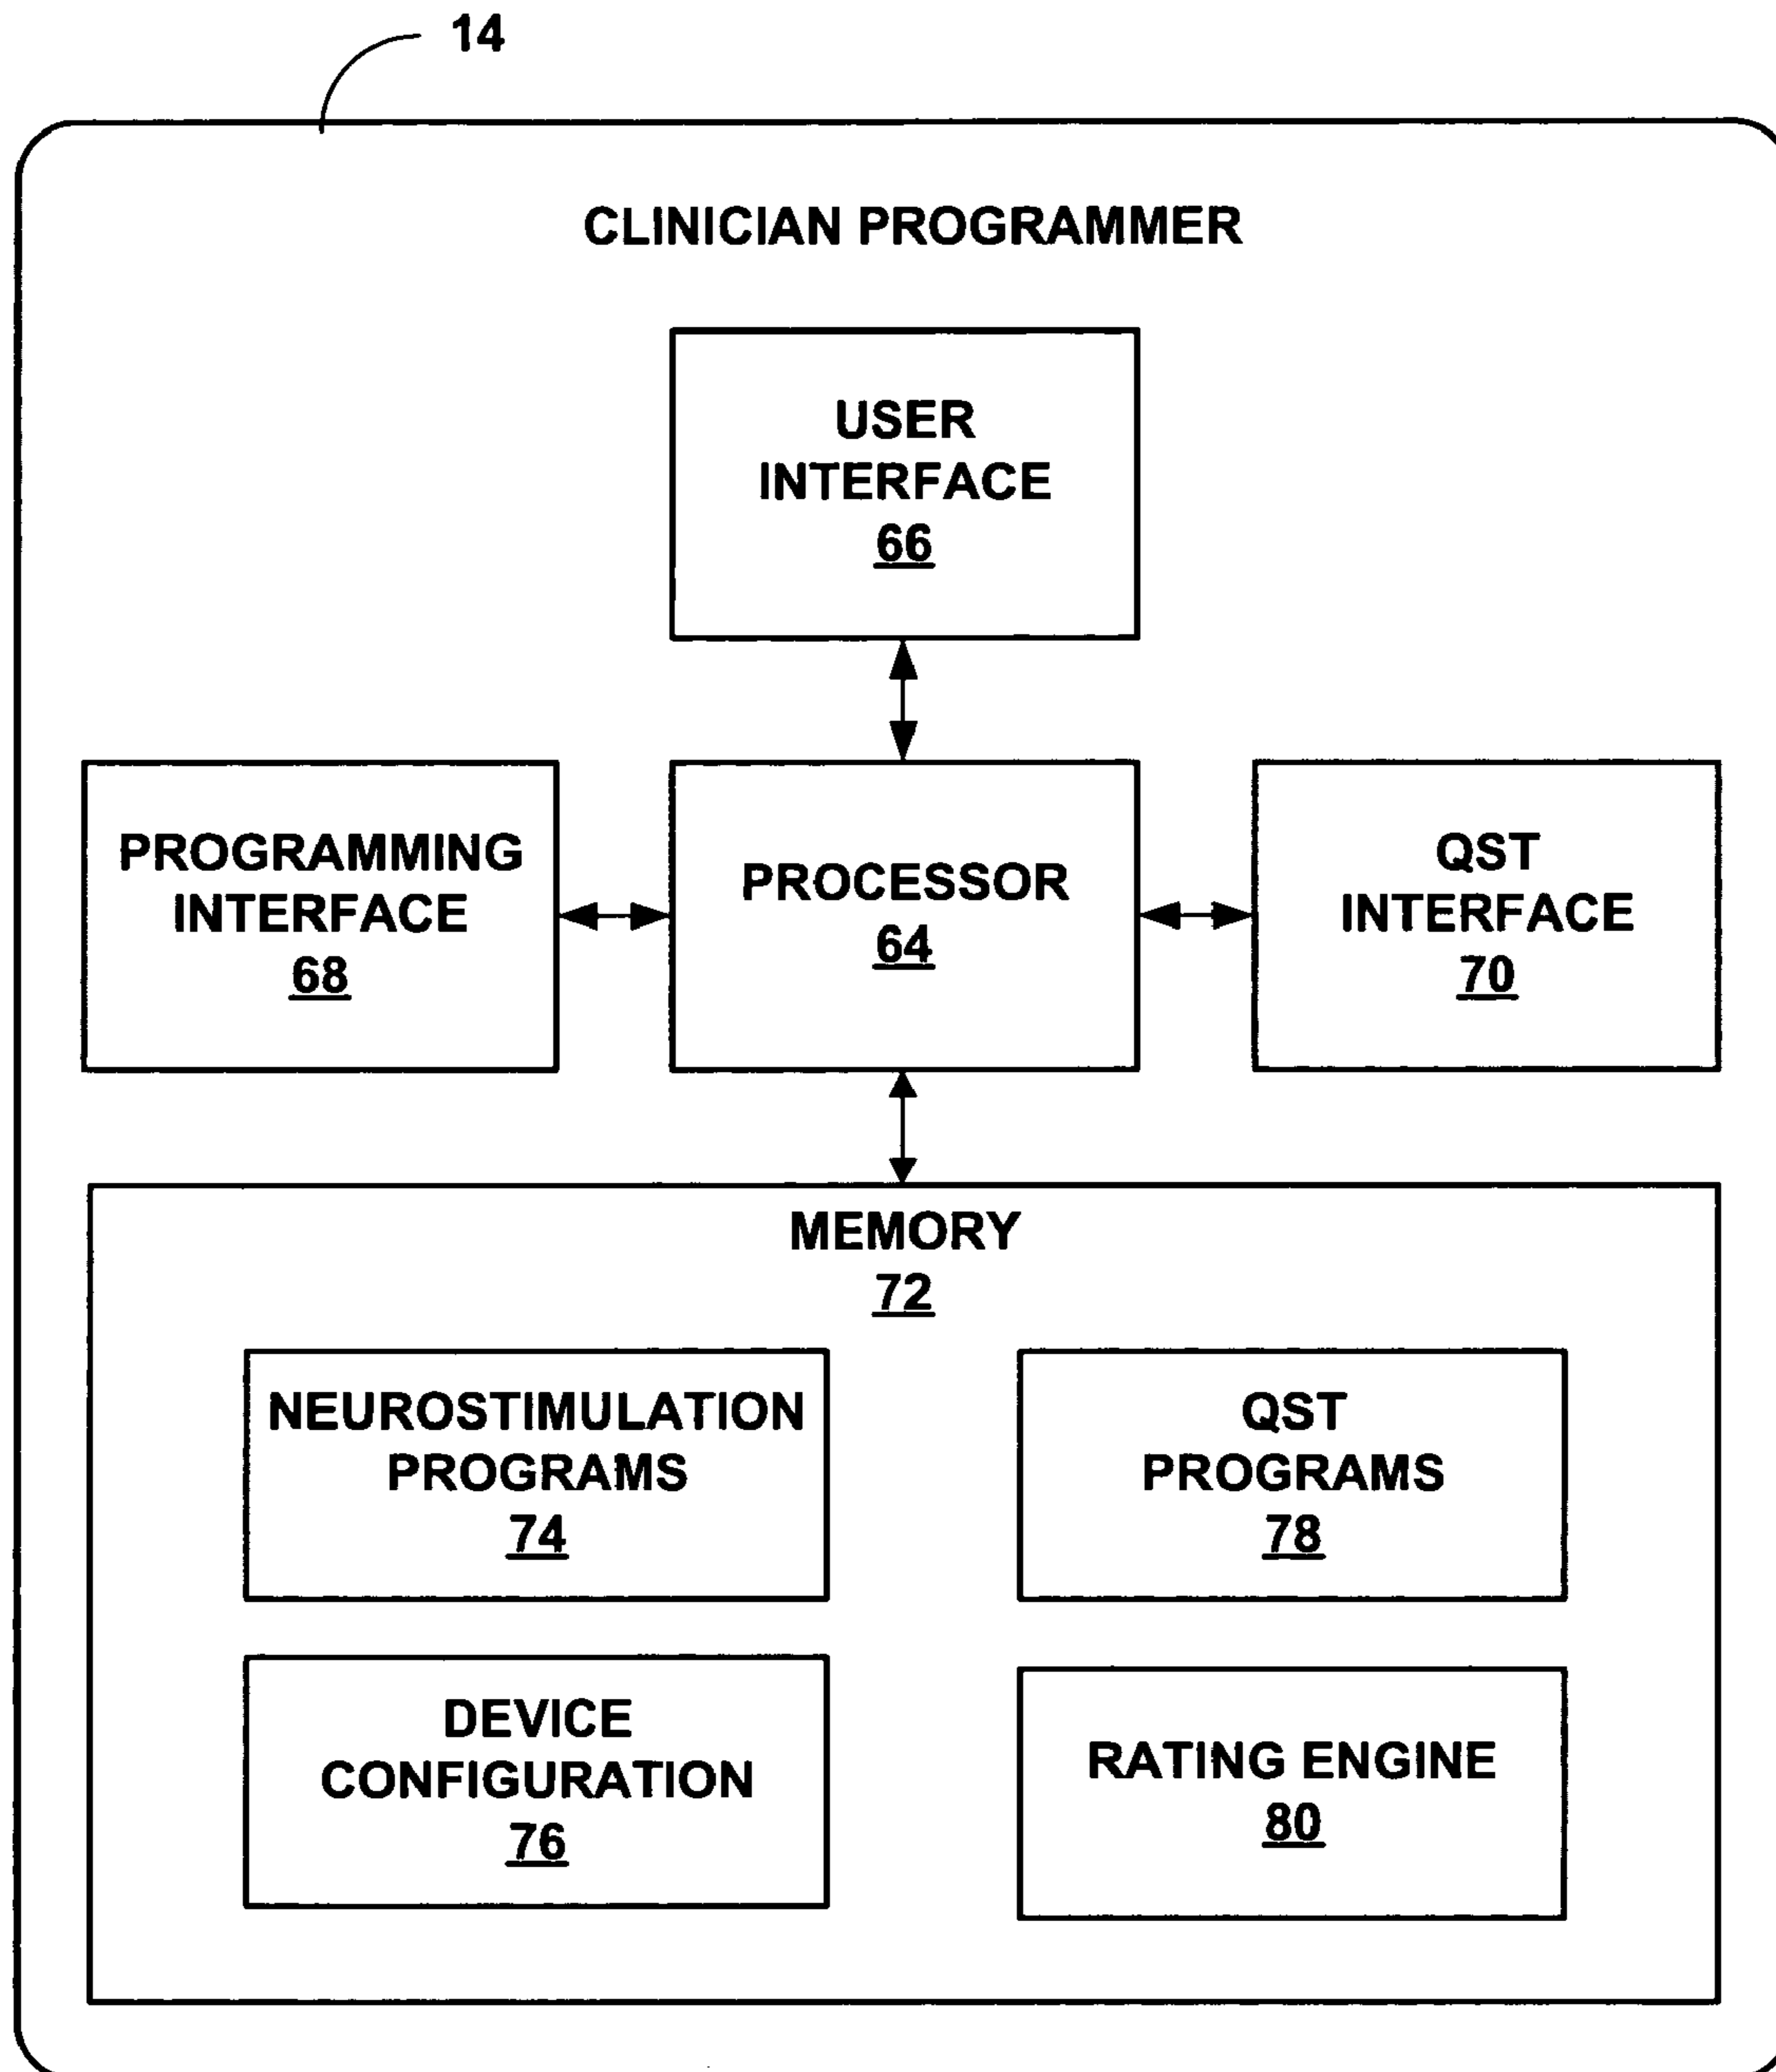 14
CLINICIAN PROGRAMMER
USER
INTERFACE
66
PROGRAMMING
INTERFACE
68
PROCESSOR
64
QST
INTERFACE
70
MEMORY
72
NEUROSTIMULATION
PROGRAMS
74
QST
PROGRAMS
78
DEVICE
CONFIGURATION
76
RATING ENGINE
80